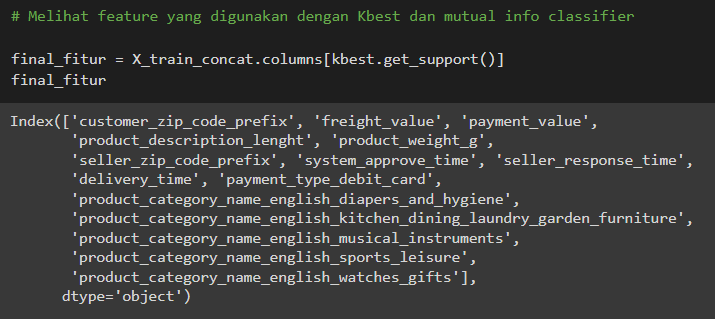 # Melihat feature yang digunakan dengan Kbest dan mutual info classifier
final_fitur = X_train_concat.columns[kbest.get_support()]
final_fitur
Index(['customer_zip_code_prefix', 'freight_value', 'payment_value',
'product_description_lenght', 'product_weight_g',
'seller_zip_code_prefix', 'system_approve_time', 'seller_response_time',
'delivery_time', 'payment_type_debit_card',
'product_category_name_english_diapers_and_hygiene',
'product_category_name_english_kitchen_dining_laundry_garden_furniture',
'product_category_name_english_musical_instruments',
'product_category_name_english_sports_leisure',
'product_category_name_english_watches_gifts'],
dtype='object')